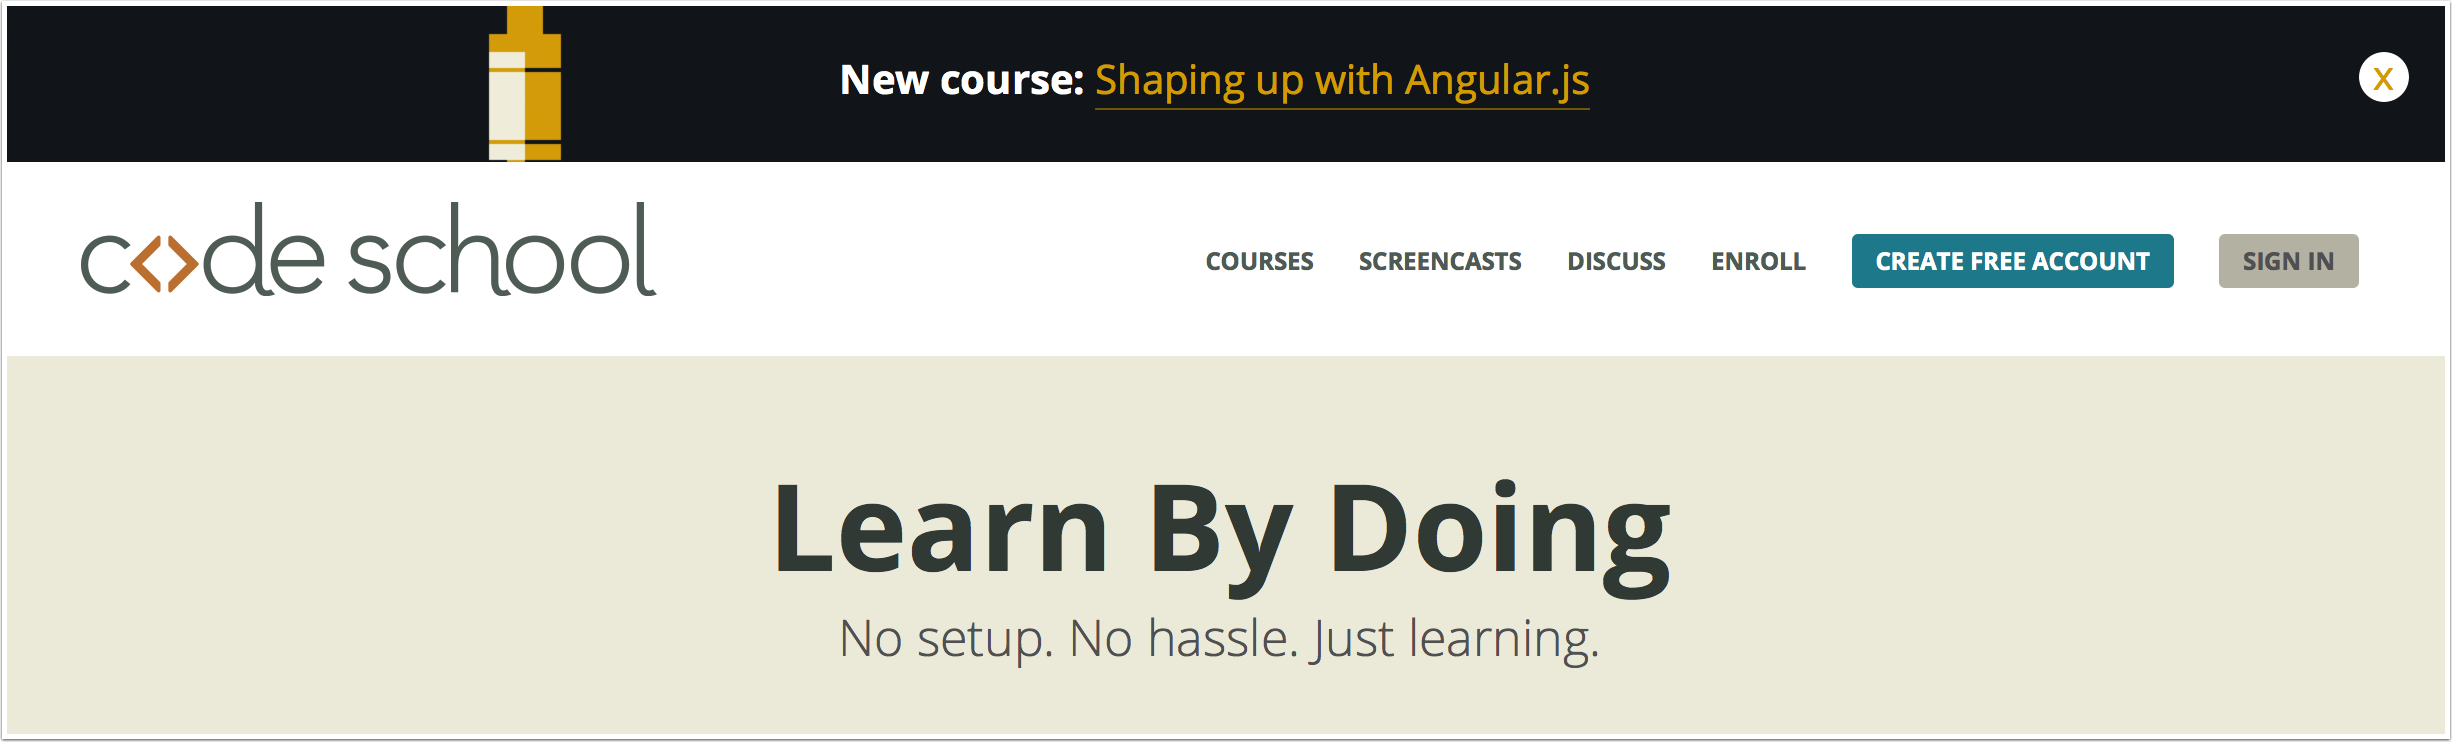 New course: Shaping up with Angular.js
X
code school
COURSES SCREENCASTS DISCUSS ENROLL CREATE FREE ACCOUNT SIGN IN
Learn By Doing
No setup. No hassle. Just learning.